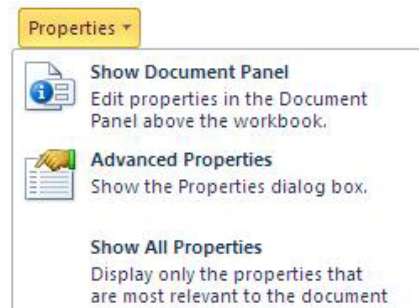 Properties
Show Document Panel
Edit properties in the Document
Panel above the workbook.
Advanced Properties
Show the Properties dialog box.
Show All Properties
Display only the properties that
are most relevant to the document